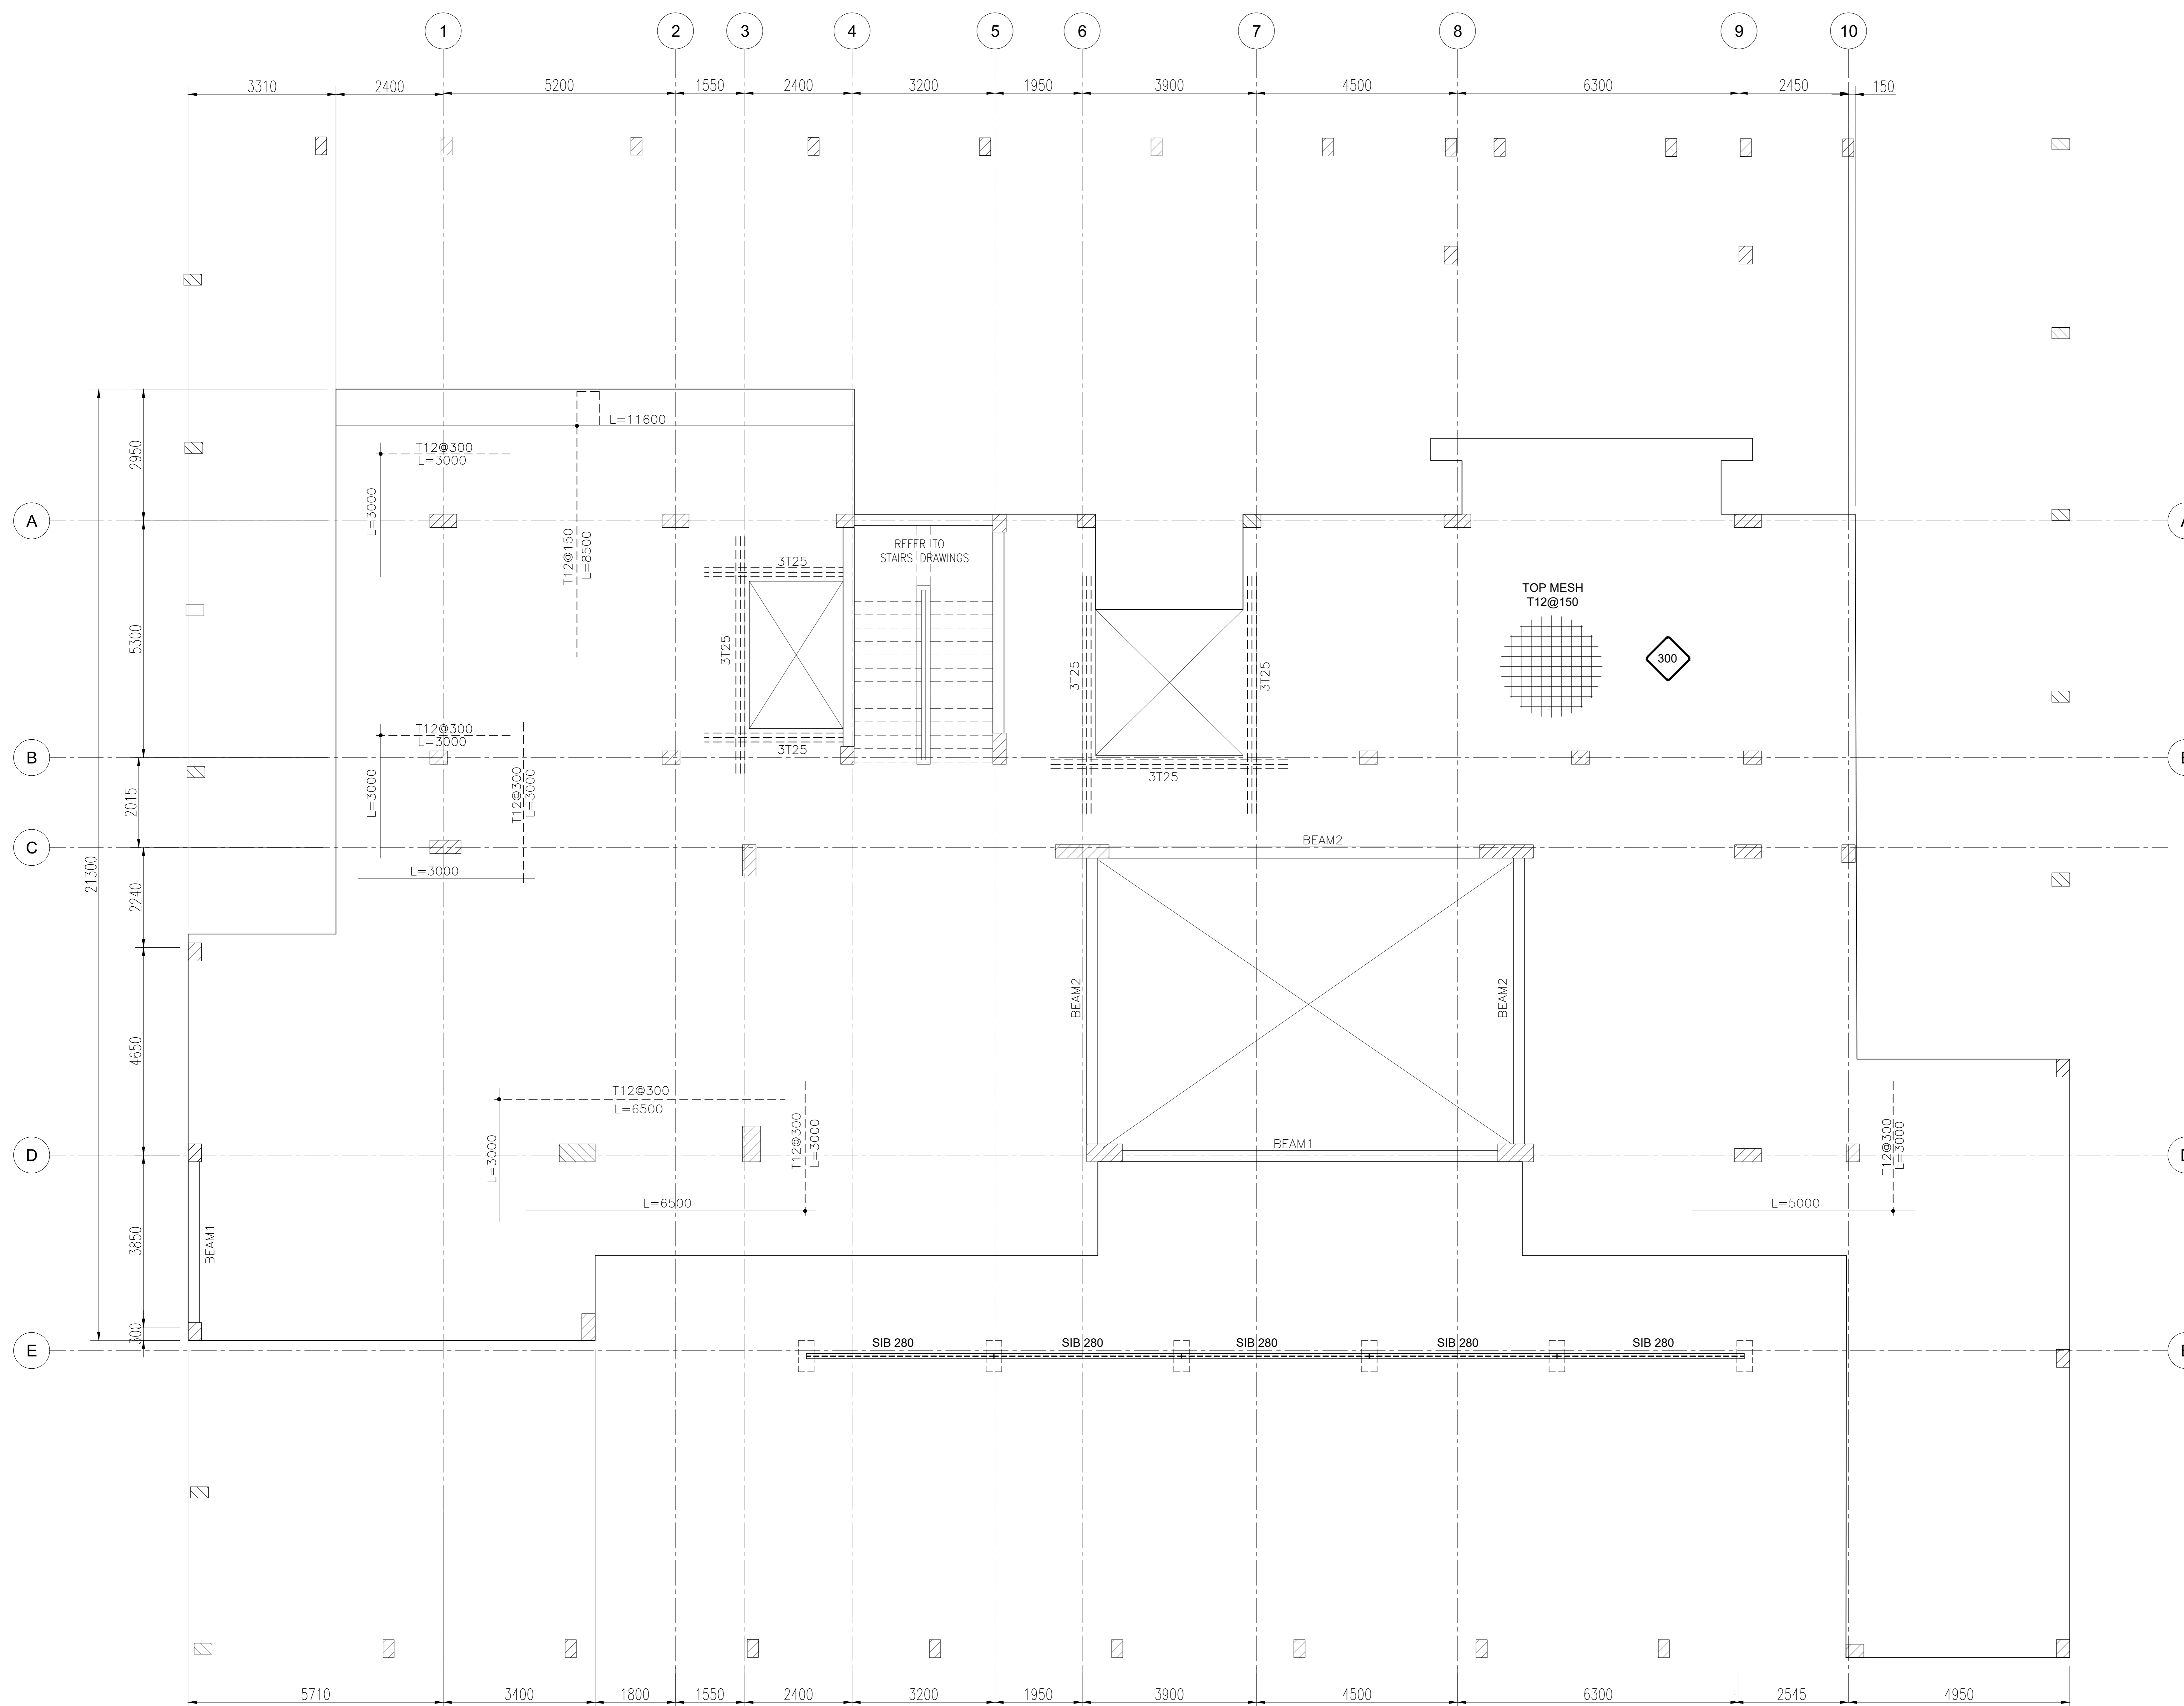 1 2 3 4 5 6 7 8 9 10
3310 2400 5200 1550 2400 3200 1950 3900 4500 6300 2450 150
L=11600
T12@300
L=3000
2950
L=3000
A
REFER TO
STAIRS DRAWINGS
T12@150
L=8500
3T25
TOP MESH
T12@150
5300
3T25
3T25
3T25
300
T12@300
L=3000
3T25
B
3T25
L=3000
T12@300
L=3000
2015
C
BEAM2
L=3000
21300
2240
BEAM2
BEAM2
4650
T12@300
L=6500
L=3000
T12@300
L=3000
D
BEAM1
T12@300
L=3000
L=6500
L=5000
3850
BEAM1
300
E
SIB 280 SIB 280 SIB 280 SIB 280 SIB 280
5710 3400 1800 1550 2400 3200 1950 3900 4500 6300 2545 4950